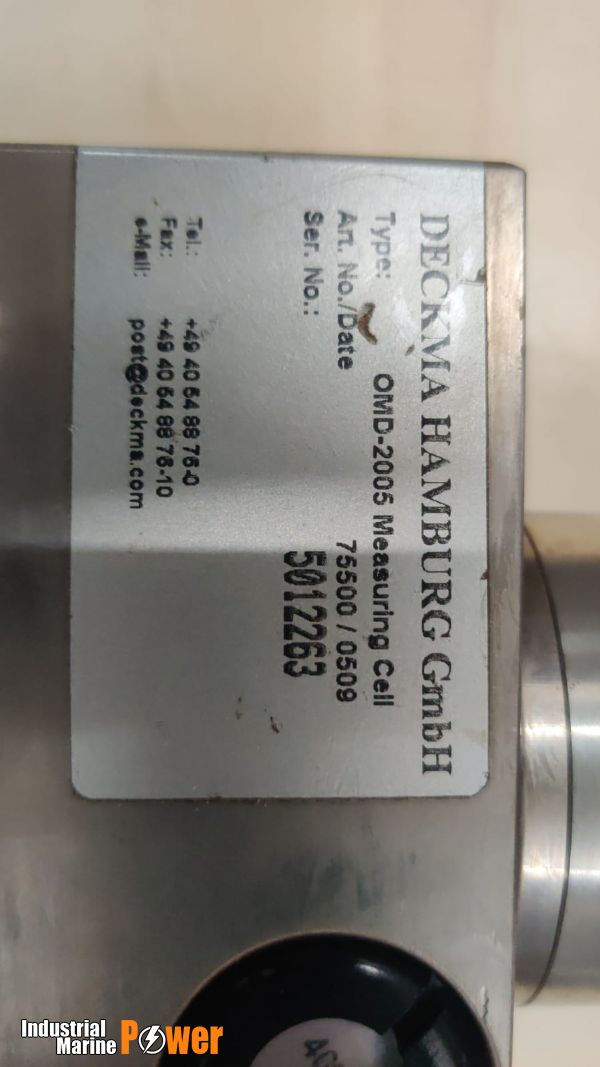 DECKMA HAMBURG GmbH
Type: OMD-2005 Measuring Cell
Art. No./Date 75500 / 0509
Ser. No.: 5012263
Tel.: +49 40 54 88 76-0
Fax: +49 40 54 88 76-10
e-Mail: post@deckma.com
Industrial
Marine
Power